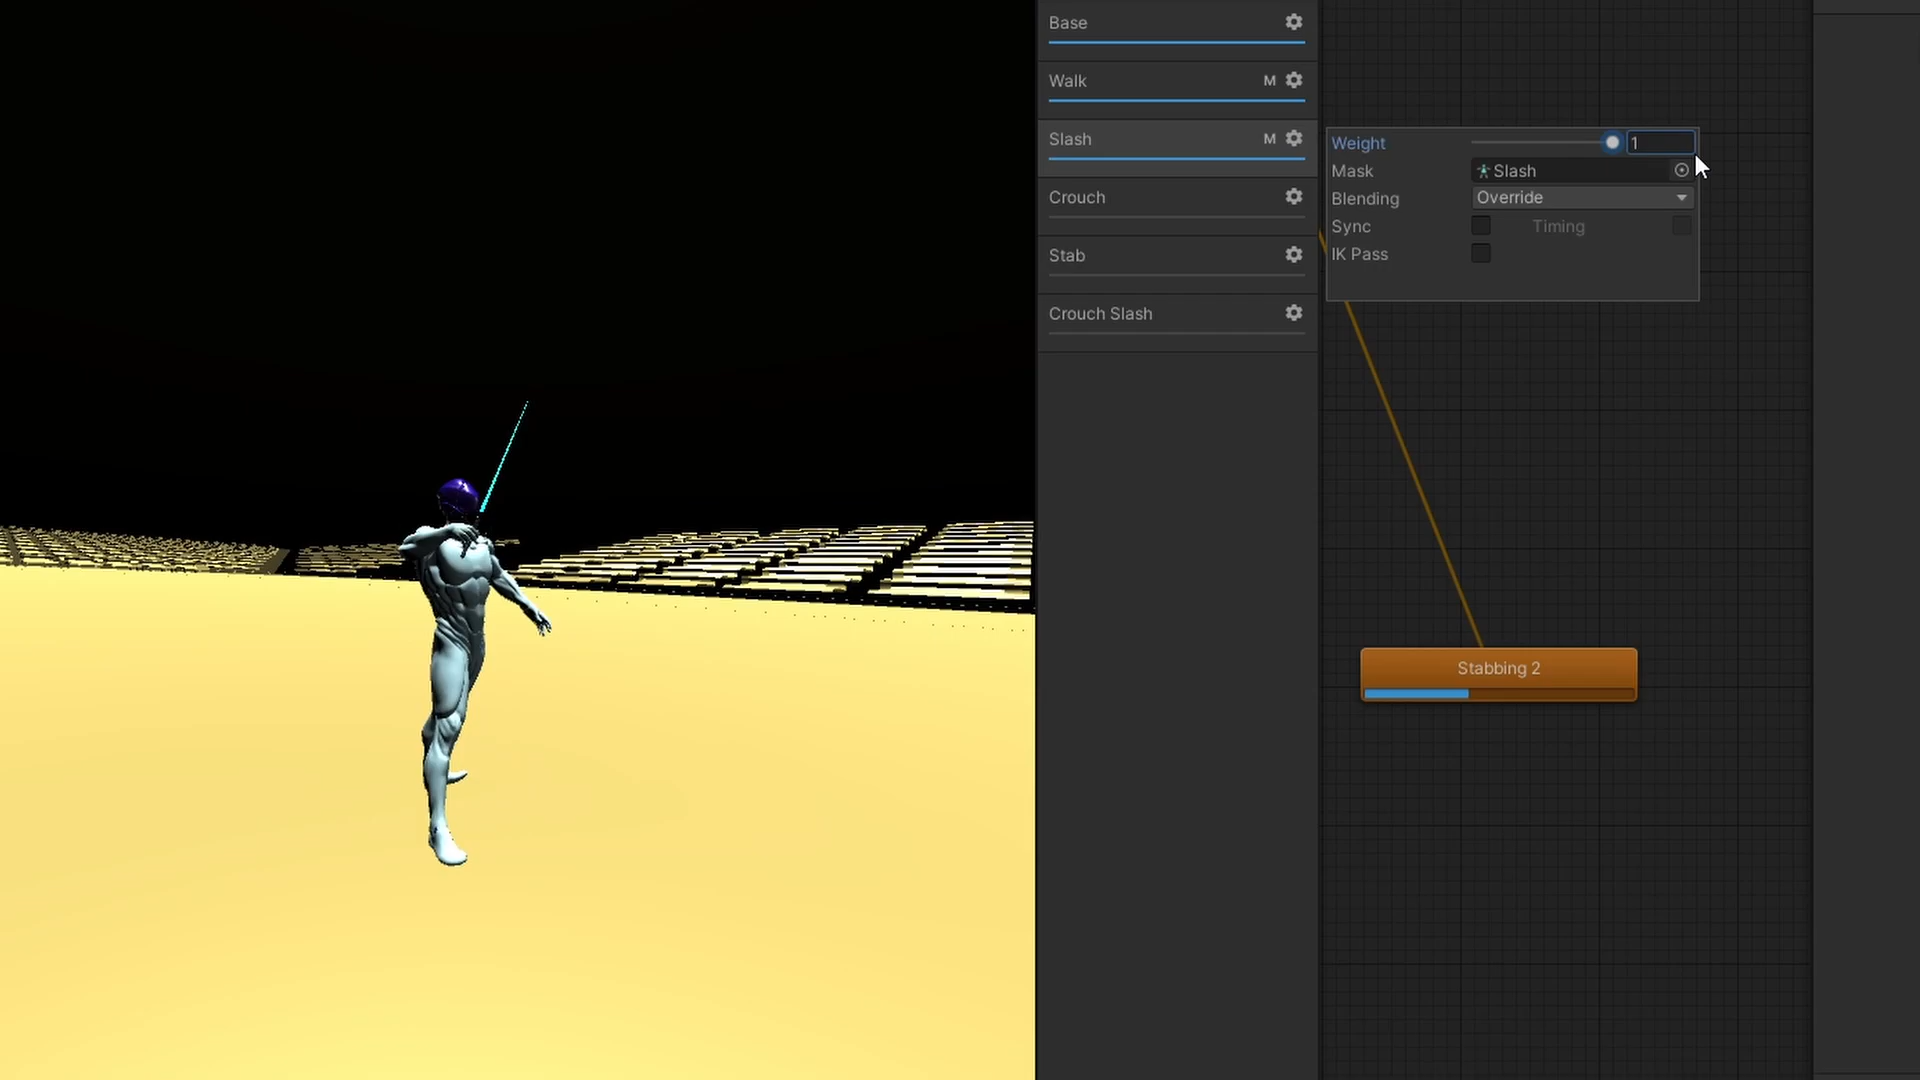 Base
Walk M
Slash M
Crouch
Stab
Crouch Slash
Weight 1
Mask Slash
Blending Override
Sync Timing
IK Pass
Stabbing 2